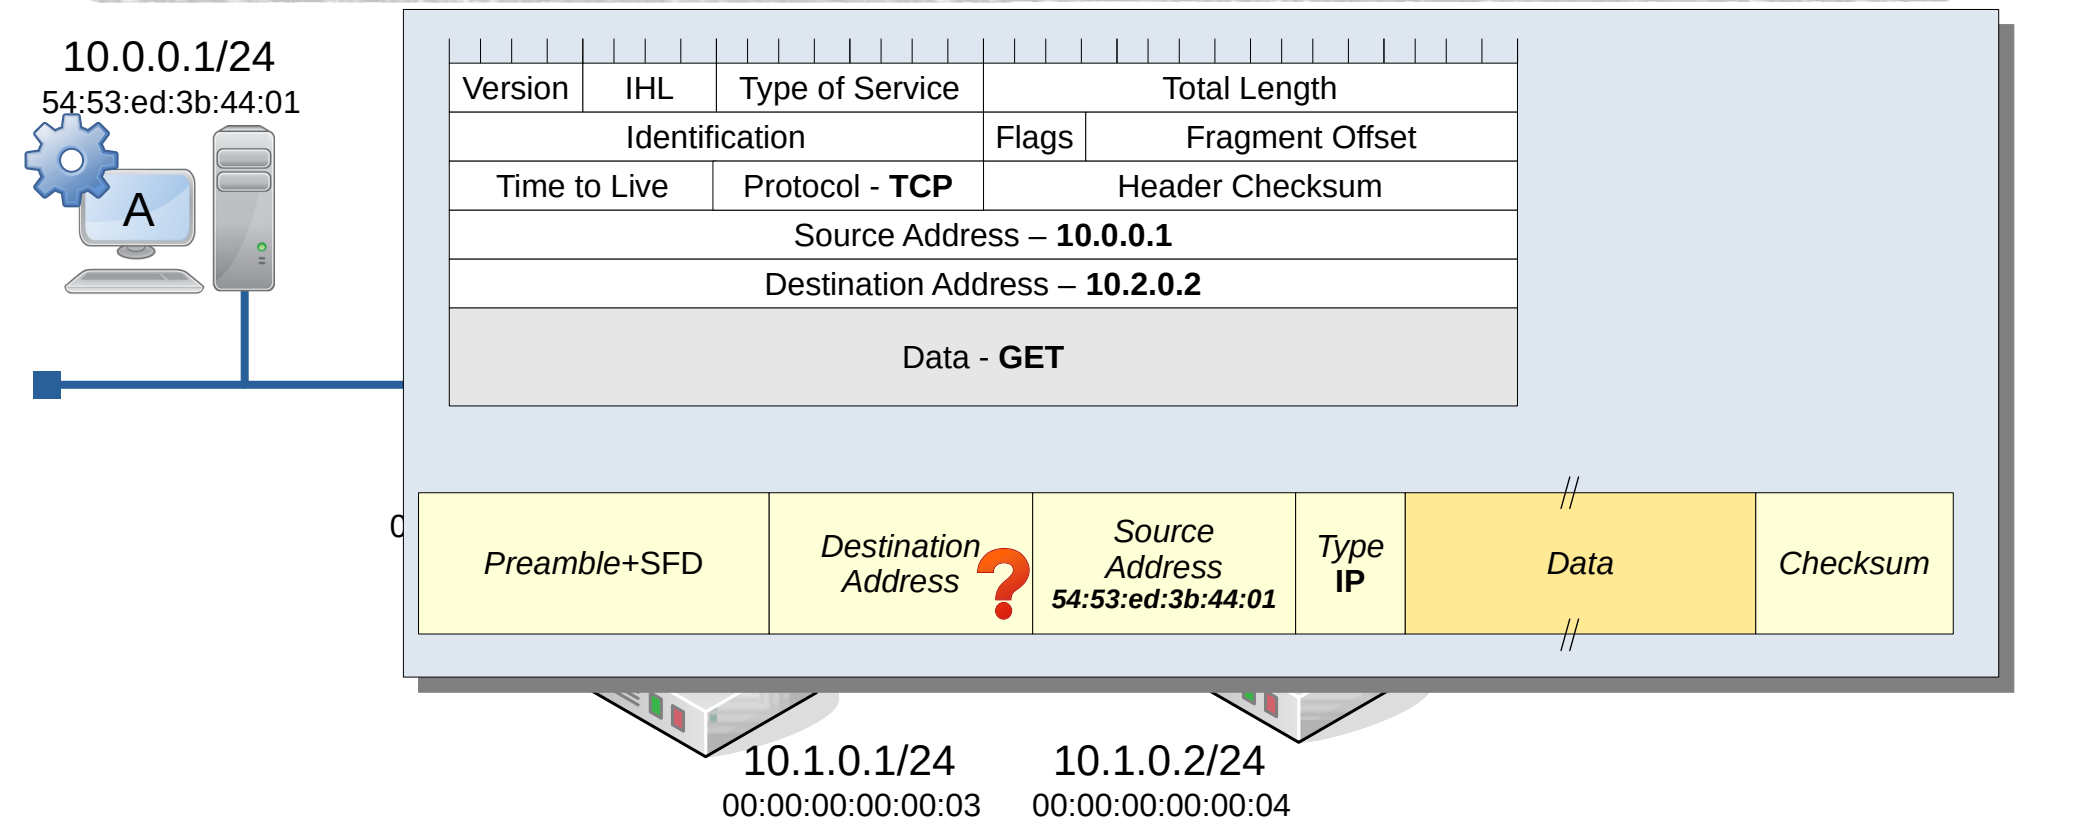 10.0.0.1/24
54:53:ed:3b:44:01
A
Version IHL Type of Service Total Length
Identification Flags Fragment Offset
Time to Live Protocol - TCP Header Checksum
Source Address – 10.0.0.1
Destination Address – 10.2.0.2
Data - GET
0
Preamble+SFD
Destination
Address
?
Source
Address
54:53:ed:3b:44:01
Type
IP
Data
Checksum
10.1.0.1/24
00:00:00:00:00:03
10.1.0.2/24
00:00:00:00:00:04